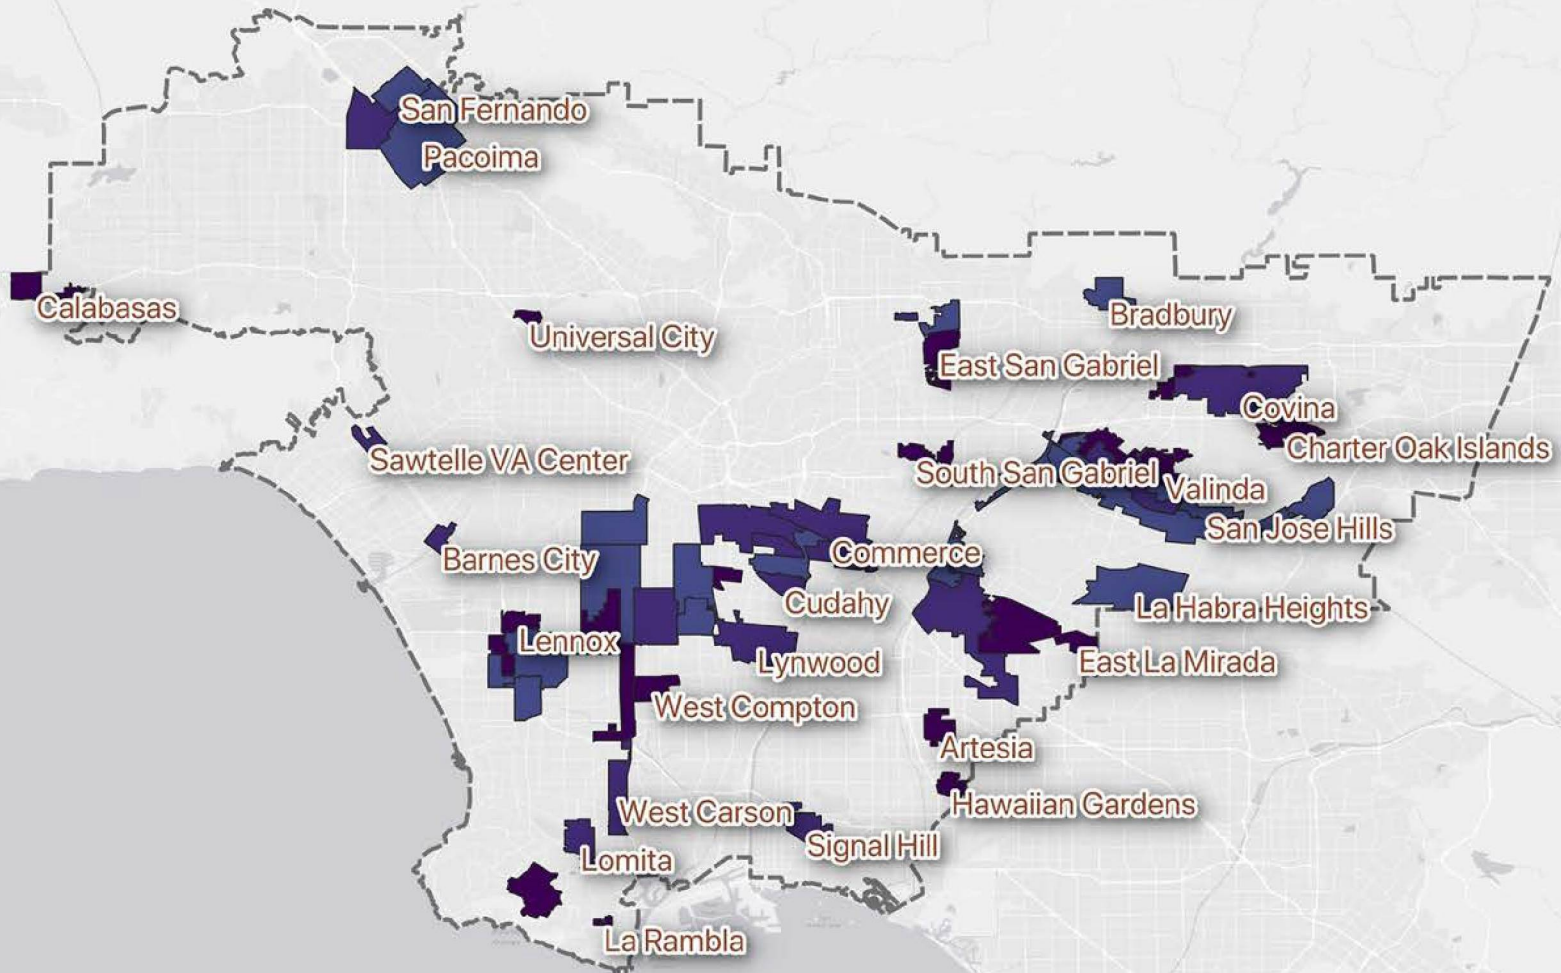 San Fernando
Pacoima
Calabasas
Universal City
Bradbury
East San Gabriel
Covina
Charter Oak Islands
Sawtelle VA Center
South San Gabriel
Valinda
San Jose Hills
Barnes City
Commerce
Cudahy
La Habra Heights
Lennox
Lynwood
East La Mirada
West Compton
Artesia
Hawaiian Gardens
West Carson
Signal Hill
Lomita
La Rambla